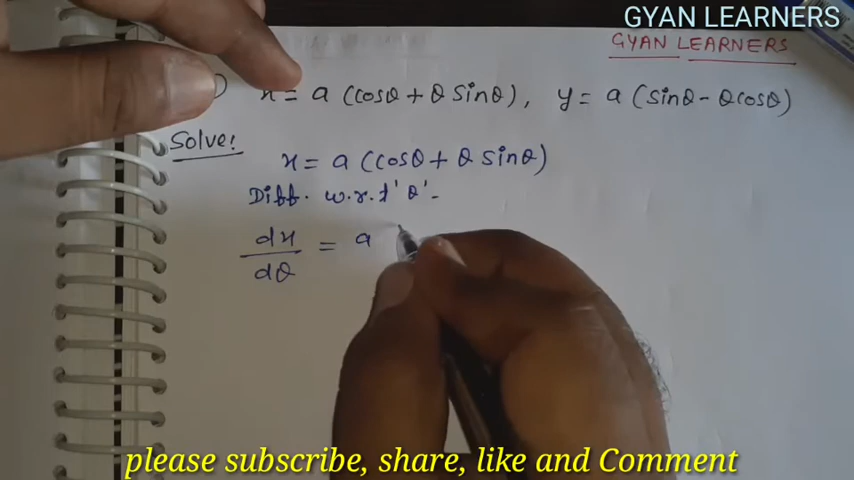 GYAN LEARNERS
GYAN LEARNERS
x = a (cosθ + θ sinθ), y = a (sinθ - θcosθ)
Solve!
x = a (cosθ + θ sinθ)
Diff. w.r.t 'θ' -
dx/dθ = a
please subscribe, share, like and Comment